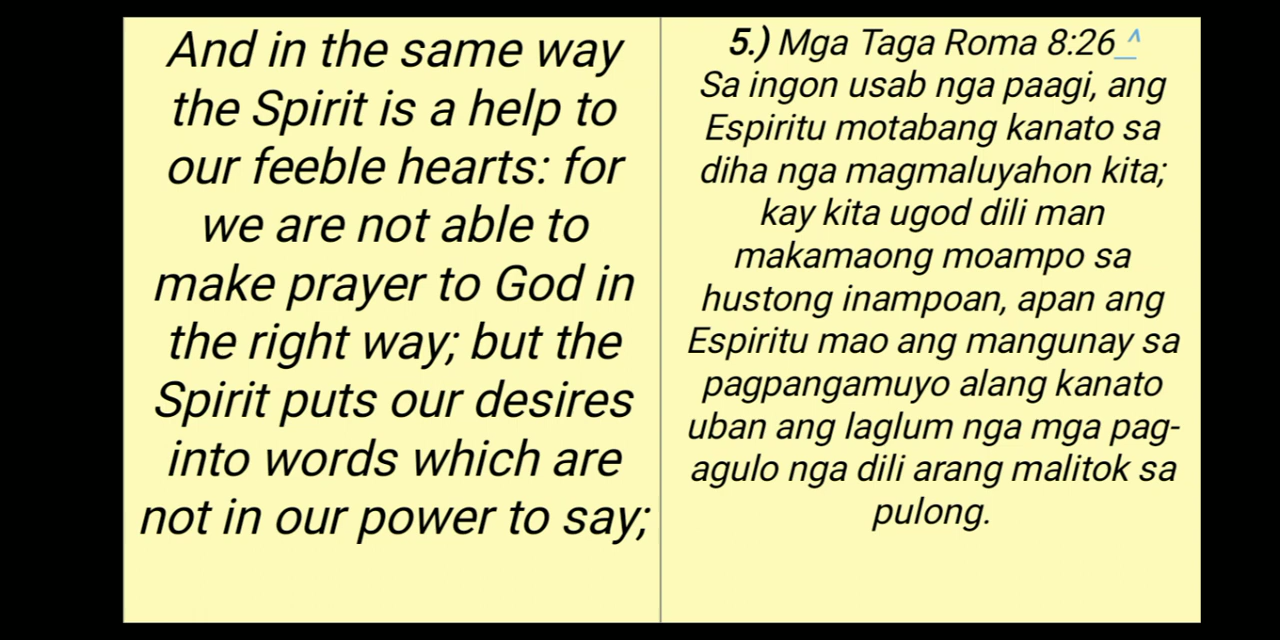 And in the same way
the Spirit is a help to
our feeble hearts: for
we are not able to
make prayer to God in
the right way; but the
Spirit puts our desires
into words which are
not in our power to say;
5.) Mga Taga Roma 8:26 ^
Sa ingon usab nga paagi, ang
Espiritu motabang kanato sa
diha nga magmaluyahon kita;
kay kita ugod dili man
makamaong moampo sa
hustong inampoan, apan ang
Espiritu mao ang mangunay sa
pagpangamuyo alang kanato
uban ang laglum nga mga pag-
agulo nga dili arang malitok sa
pulong.